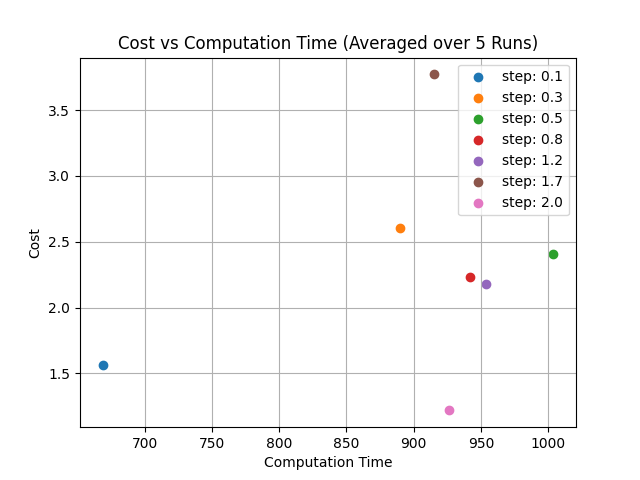 Cost vs Computation Time (Averaged over 5 Runs)
step: 0.1
step: 0.3
step: 0.5
step: 0.8
step: 1.2
step: 1.7
step: 2.0
3.5
3.0
2.5
2.0
1.5
Cost
700 750 800 850 900 950 1000
Computation Time